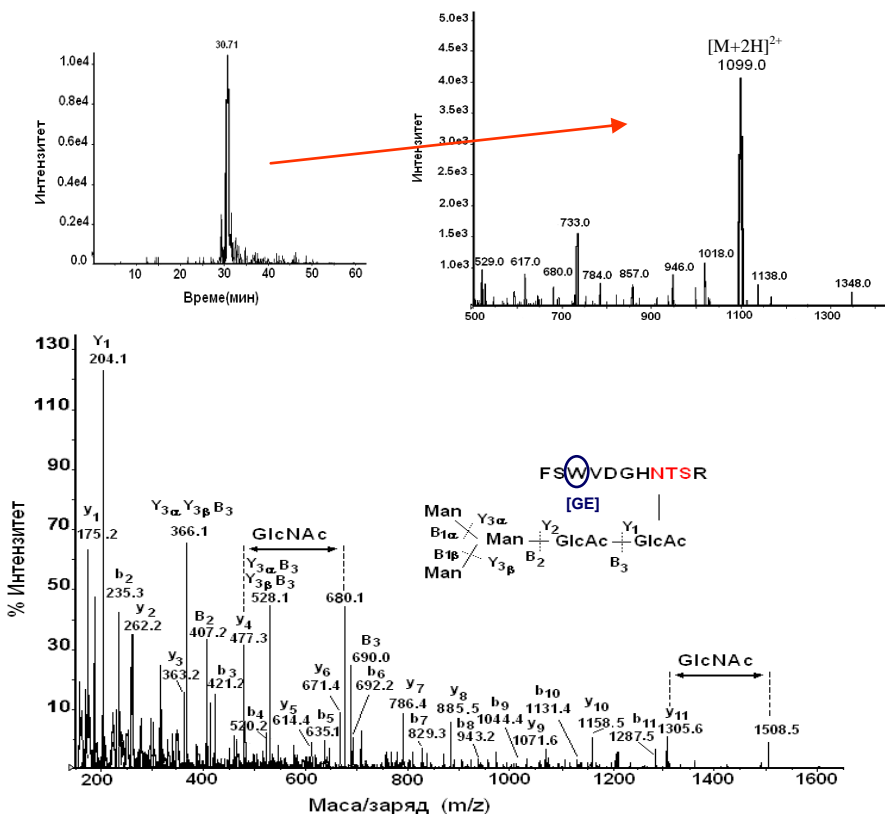 30.71
1.0e4
0.8e4
0.6e4
0.4e4
0.2e4
0.0
Интензитет
10 20 30 40 50 60
Време(мин)
5.0e3
4.5e3
4.0e3
3.5e3
3.0e3
2.5e3
2.0e3
1.5e3
1.0e3
Интензитет
[M+2H]2+
1099.0
733.0
529.0
617.0
680.0
784.0
857.0
946.0
1018.0
1138.0
1348.0
500 700 900 1100 1300
130
110
90
70
50
30
10
% Интензитет
Y1
204.1
y1
175.2
b2
235.3
y2
262.2
Y3α Y3β B3
366.1
y3
363.2
B2
407.2
b3
421.2
GlcNAc
y4
477.3
Y3α B3
Y3β B3
528.1
b4
520.2
y5
614.4
b5
635.1
y6
671.4
680.1
B3
690.0
b6
692.2
y7
786.4
b7
829.3
y8
885.5
b8
943.2
b9
1044.4
y9
1071.6
b10
1131.4
y10
1158.5
b11
1287.5
y11
1305.6
GlcNAc
1508.5
FSWVDGHNTSR
[GE]
Man
Y3α
B1α
Man
Y2
GlcAc
Y1
GlcAc
B1β
B2
B3
Man
Y3β
200 400 600 800 1000 1200 1400 1600
Маса/заряд (m/z)